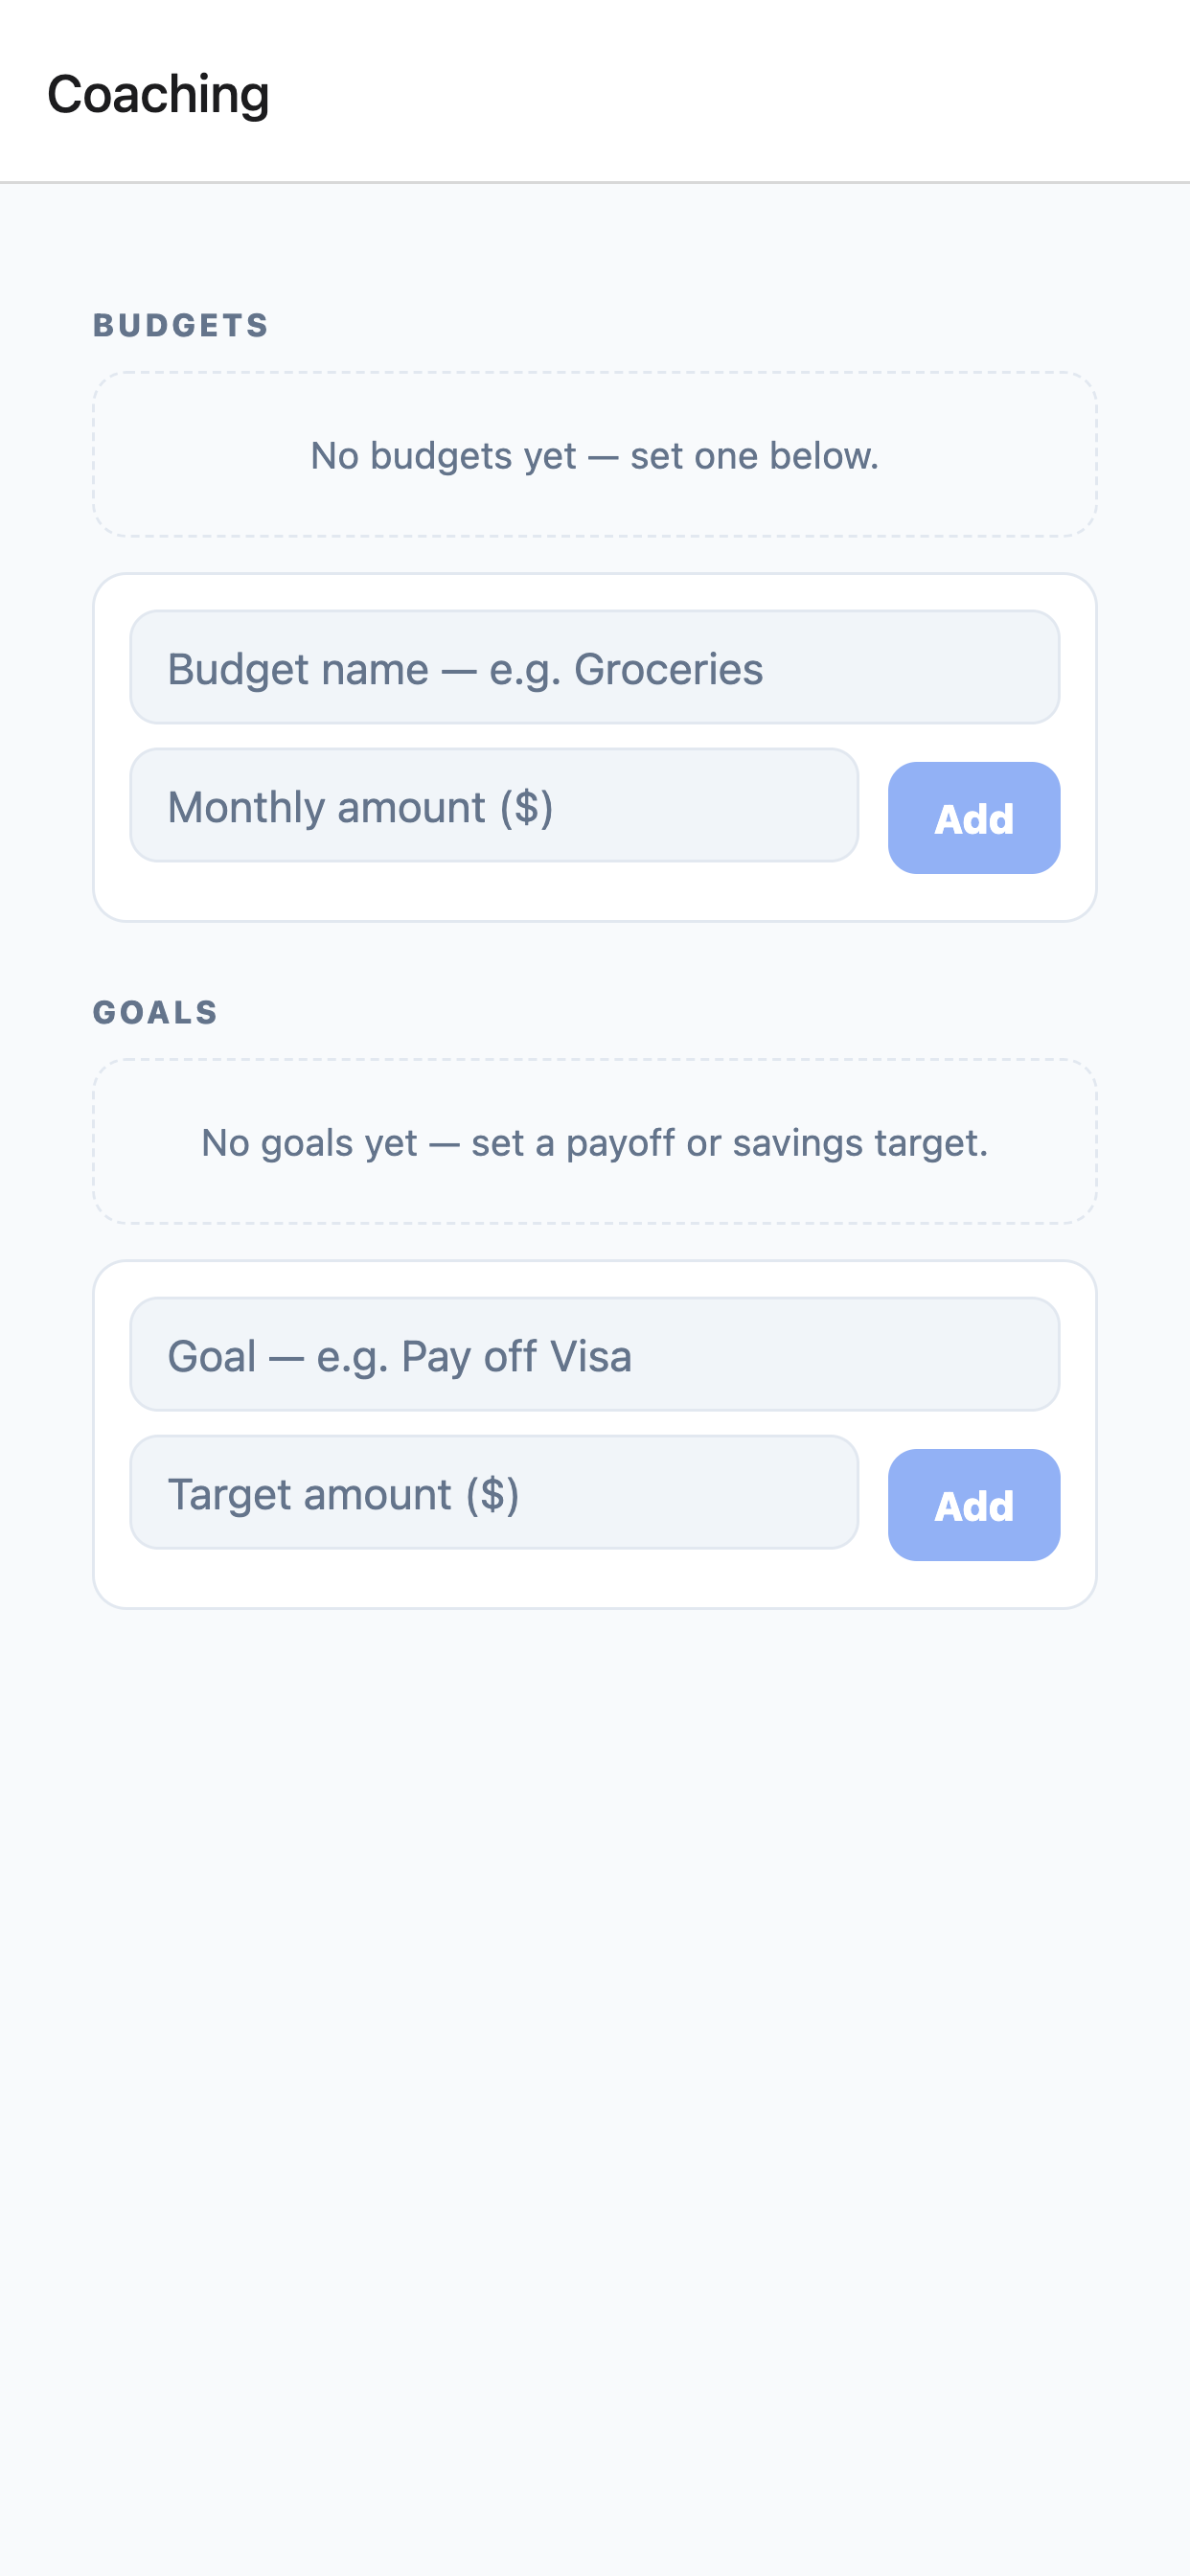 Coaching
BUDGETS
No budgets yet — set one below.
Budget name — e.g. Groceries
Monthly amount ($)
Add
GOALS
No goals yet — set a payoff or savings target.
Goal — e.g. Pay off Visa
Target amount ($)
Add